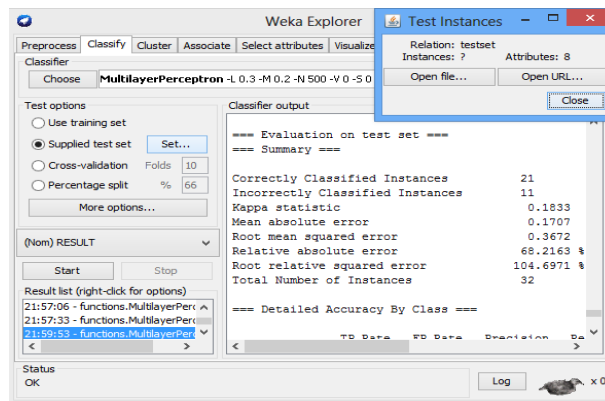 Weka Explorer
Test Instances
Preprocess Classify Cluster Associate Select attributes Visualize
Relation: testset
Instances: ? Attributes: 8
Open file... Open URL...
Close
Classifier
Choose MultilayerPerceptron -L 0.3 -M 0.2 -N 500 -V 0 -S 0
Test options
Use training set
Supplied test set Set...
Cross-validation Folds 10
Percentage split % 66
More options...
(Nom) RESULT
Start Stop
Result list (right-click for options)
21:57:06 - functions.MultilayerPerc
21:57:33 - functions.MultilayerPerc
21:59:53 - functions.MultilayerPerc
Classifier output
=== Evaluation on test set ===
=== Summary ===
Correctly Classified Instances 21
Incorrectly Classified Instances 11
Kappa statistic 0.1833
Mean absolute error 0.1707
Root mean squared error 0.3672
Relative absolute error 68.2163 %
Root relative squared error 104.6971 %
Total Number of Instances 32
=== Detailed Accuracy By Class ===
TP Rate FP Rate Precision Re
Status
OK
Log x 0